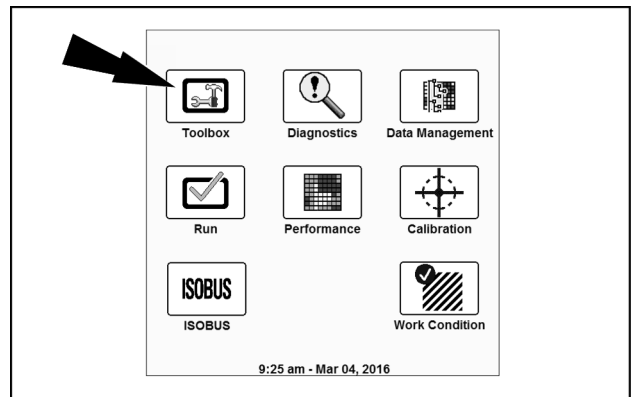 Toolbox
Diagnostics
Data Management
Run
Performance
Calibration
ISOBUS
ISOBUS
Work Condition
9:25 am - Mar 04, 2016